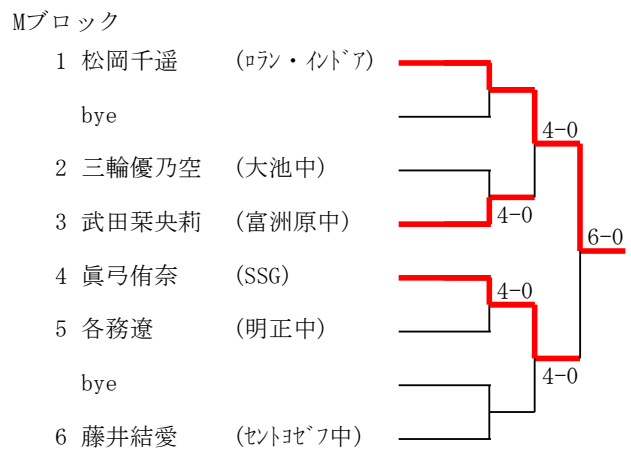 Mブロック
1 松岡千遥 (ﾛﾗﾝ・ｲﾝﾄﾞｱ)
bye
4-0
2 三輪優乃空 (大池中)
3 武田栞央莉 (富洲原中)
4-0
6-0
4 眞弓侑奈 (SSG)
4-0
5 各務遼 (明正中)
bye
4-0
6 藤井結愛 (ｾﾝﾄﾖｾﾞﾌ中)